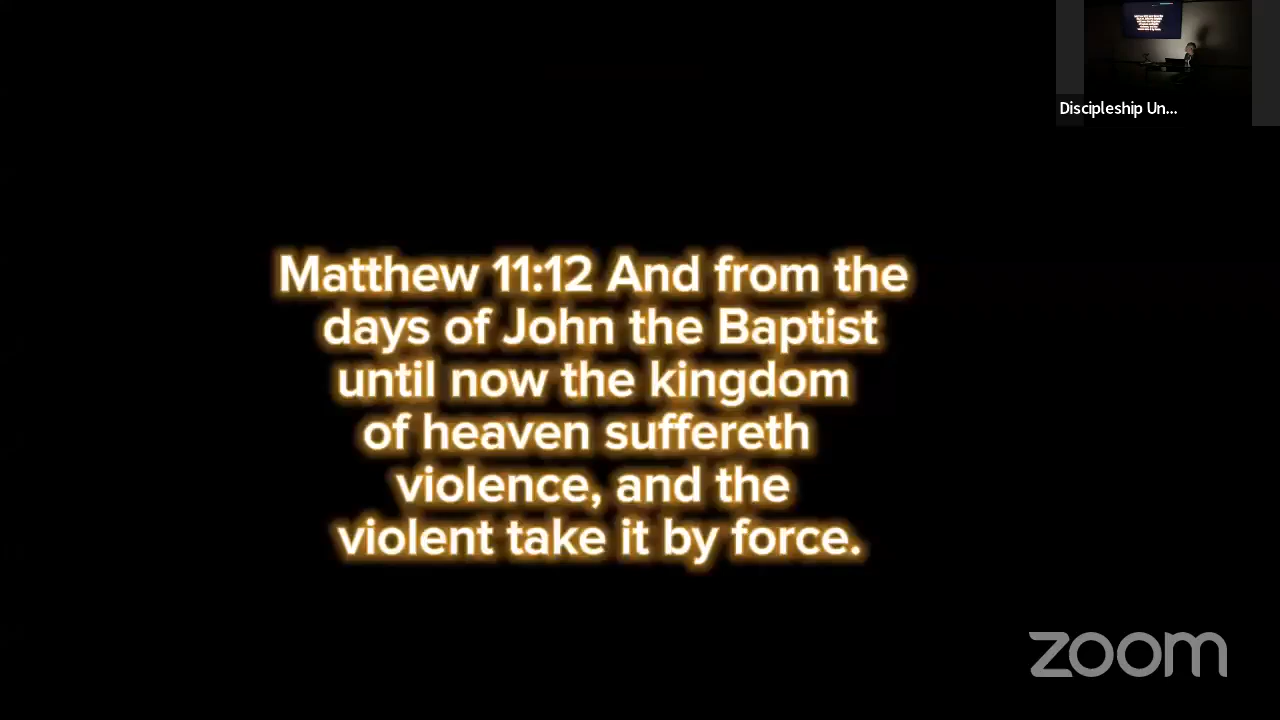 Discipleship Un...
Matthew 11:12 And from the
days of John the Baptist
until now the kingdom
of heaven suffereth
violence, and the
violent take it by force.
zoom